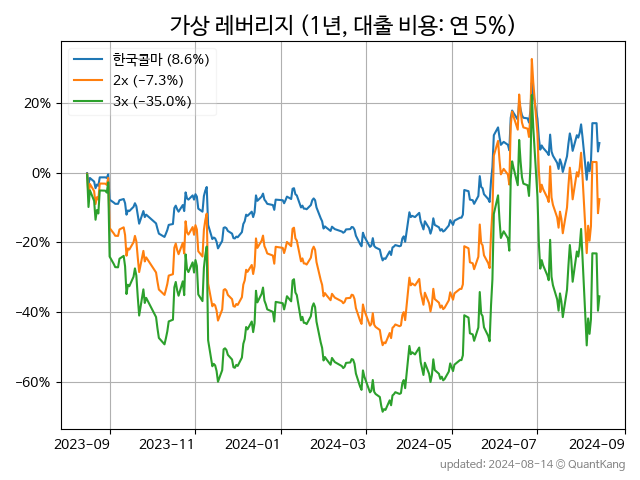 가상 레버리지 (1년, 대출 비용: 연 5%)
한국콜마 (8.6%)
2x (−7.3%)
3x (−35.0%)
20%
0%
−20%
−40%
−60%
2023−09 2023−11 2024−01 2024−03 2024−05 2024−07 2024−09
updated: 2024-08-14 © QuantKang